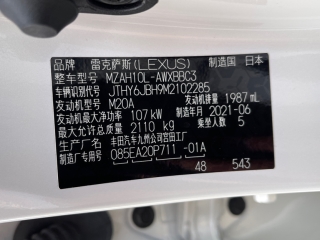 品牌 雷克萨斯(LEXUS) 制造国 日本
整车型号 MZAH10L-AWXBBC3
车辆识别代号 JTHY6JBH9M2102285
发动机型号 M20A 发动机排量 1987 mL
发动机最大净功率 107 kW 制造年月 2021-06
最大允许总质量 2110 kg 乘坐人数 5
生产厂名 丰田汽车九州公司宫田工厂
085EA20P711 -01A
48 543